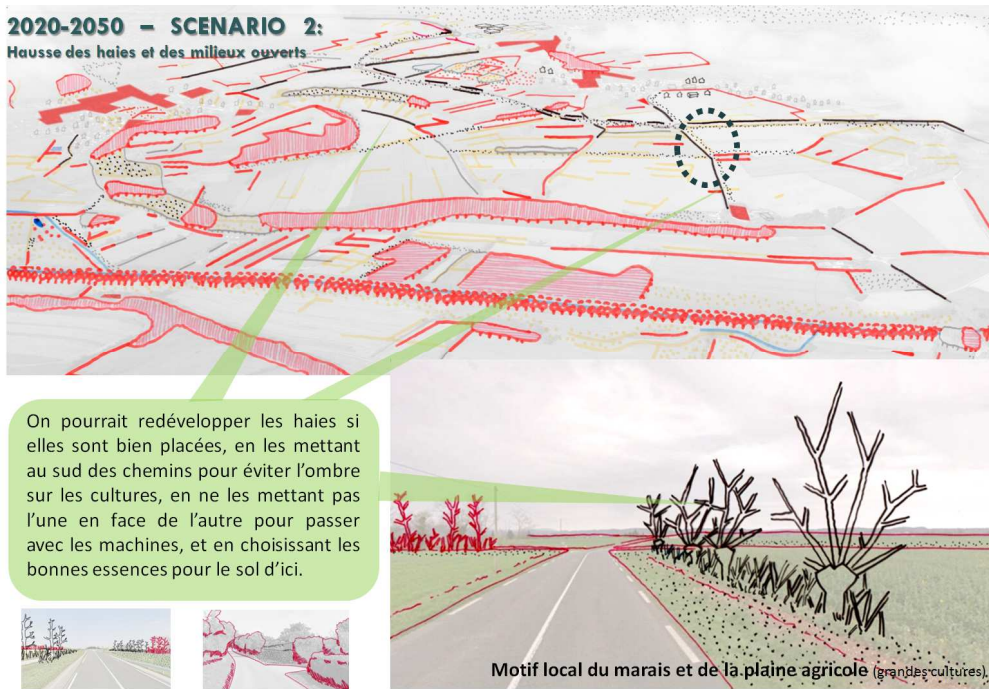 2020-2050 – SCENARIO 2:
Hausse des haies et des milieux ouverts
On pourrait redévelopper les haies si
elles sont bien placées, en les mettant
au sud des chemins pour éviter l’ombre
sur les cultures, en ne les mettant pas
l’une en face de l’autre pour passer
avec les machines, et en choisissant les
bonnes essences pour le sol d’ici.
Motif local du marais et de la plaine agricole (grandes cultures)